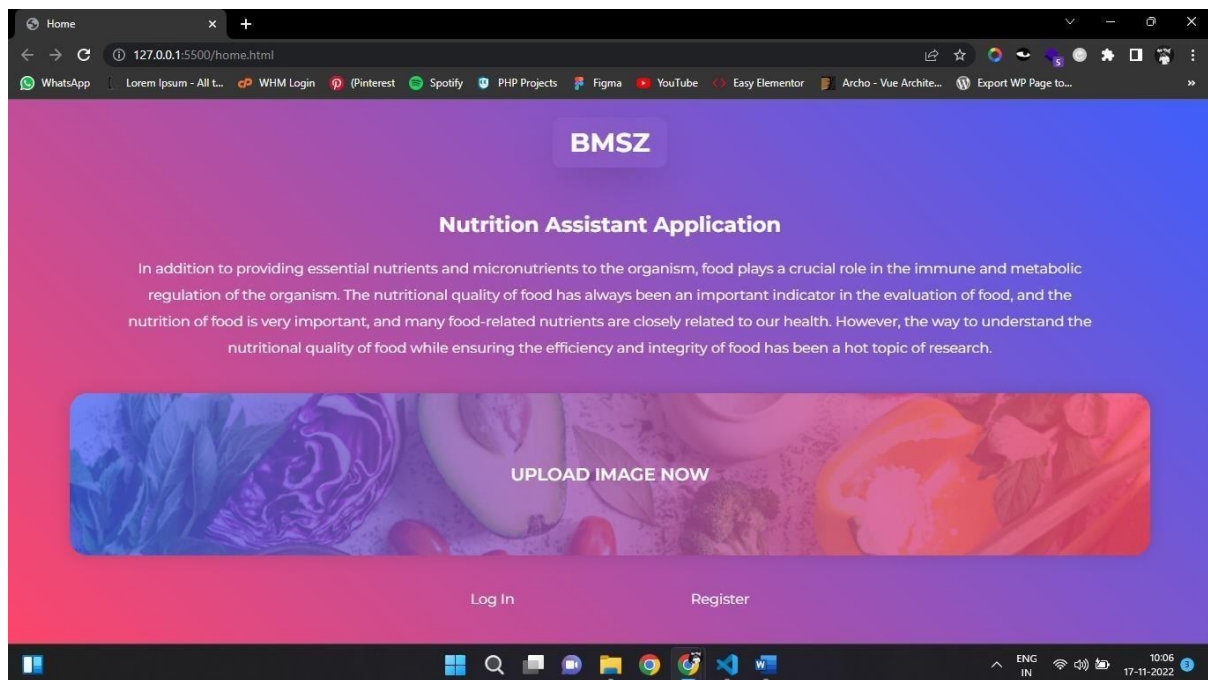 Home
127.0.0.1:5500/home.html
WhatsApp Lorem Ipsum - All t... WHM Login (Pinterest Spotify PHP Projects Figma YouTube Easy Elementor Archo - Vue Archite... Export WP Page to... »
BMSZ
Nutrition Assistant Application
In addition to providing essential nutrients and micronutrients to the organism, food plays a crucial role in the immune and metabolic
regulation of the organism. The nutritional quality of food has always been an important indicator in the evaluation of food, and the
nutrition of food is very important, and many food-related nutrients are closely related to our health. However, the way to understand the
nutritional quality of food while ensuring the efficiency and integrity of food has been a hot topic of research.
UPLOAD IMAGE NOW
Log In Register
ENG 10:06
IN 17-11-2022 3